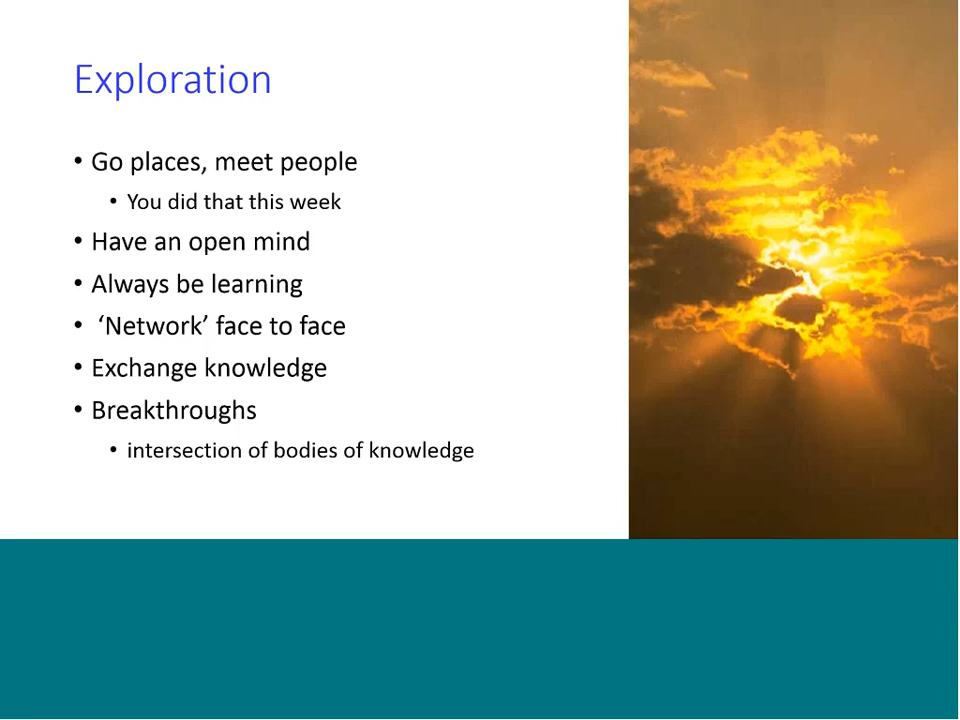 Exploration
• Go places, meet people
• You did that this week
• Have an open mind
• Always be learning
• ‘Network’ face to face
• Exchange knowledge
• Breakthroughs
• intersection of bodies of knowledge